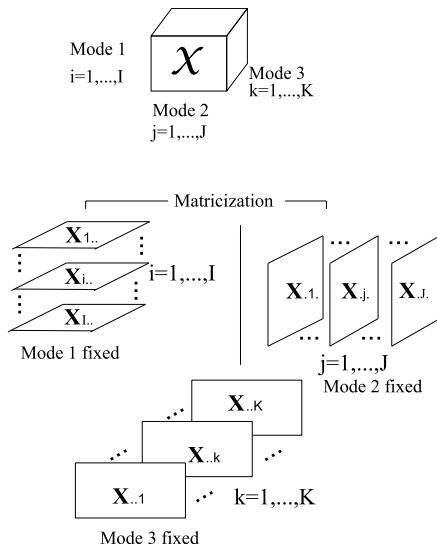 Mode 1
i=1,...,I
𝒳
Mode 3
k=1,...,K
Mode 2
j=1,...,J
Matricization
X1..
Xi..
i=1,...,I
XI..
Mode 1 fixed
X.1. X.j. X.J.
j=1,...,J
Mode 2 fixed
X..K
X..k
X..1
k=1,...,K
Mode 3 fixed